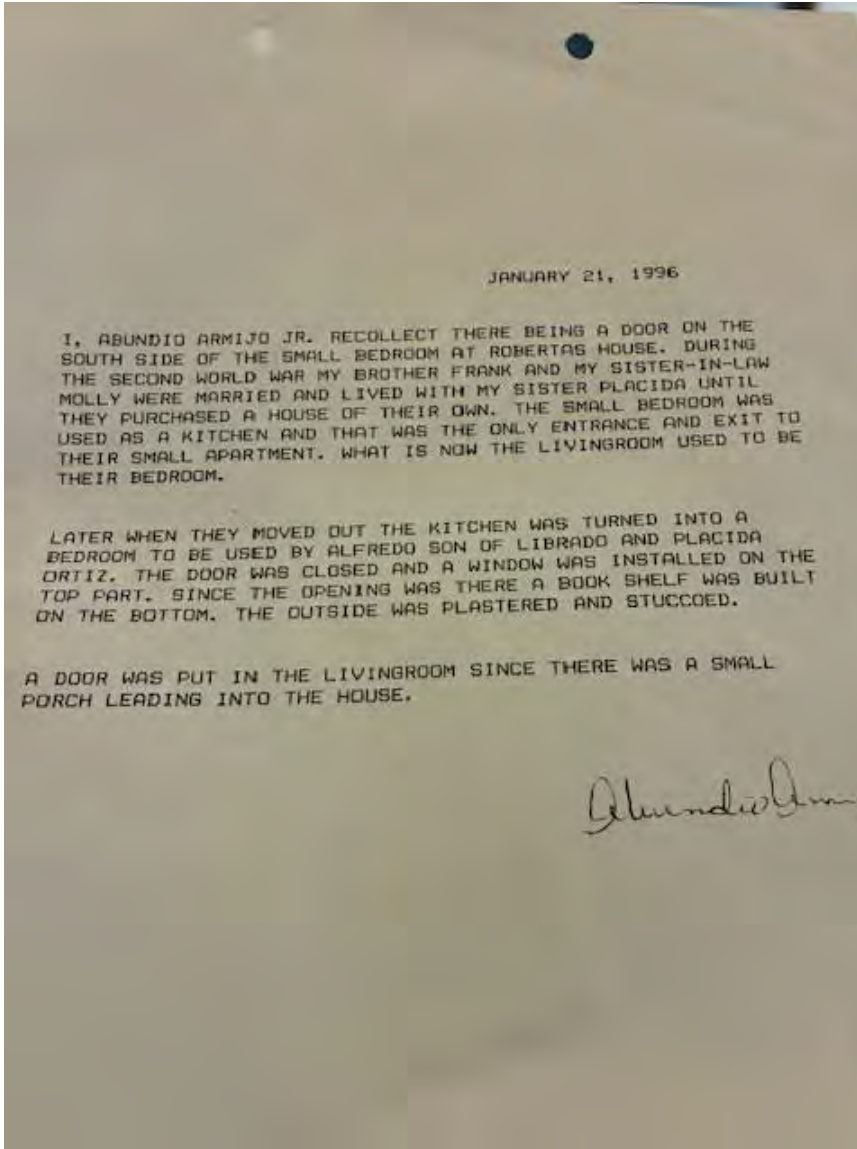 JANUARY 21, 1996
I, ABUNDIO ARMIJO JR. RECOLLECT THERE BEING A DOOR ON THE
SOUTH SIDE OF THE SMALL BEDROOM AT ROBERTAS HOUSE. DURING
THE SECOND WORLD WAR MY BROTHER FRANK AND MY SISTER-IN-LAW
MOLLY WERE MARRIED AND LIVED WITH MY SISTER PLACIDA UNTIL
THEY PURCHASED A HOUSE OF THEIR OWN. THE SMALL BEDROOM WAS
USED AS A KITCHEN AND THAT WAS THE ONLY ENTRANCE AND EXIT TO
THEIR SMALL APARTMENT. WHAT IS NOW THE LIVINGROOM USED TO BE
THEIR BEDROOM.
LATER WHEN THEY MOVED OUT THE KITCHEN WAS TURNED INTO A
BEDROOM TO BE USED BY ALFREDO SON OF LIBRADO AND PLACIDA
ORTIZ. THE DOOR WAS CLOSED AND A WINDOW WAS INSTALLED ON THE
TOP PART. SINCE THE OPENING WAS THERE A BOOK SHELF WAS BUILT
ON THE BOTTOM. THE OUTSIDE WAS PLASTERED AND STUCCOED.
A DOOR WAS PUT IN THE LIVINGROOM SINCE THERE WAS A SMALL
PORCH LEADING INTO THE HOUSE.
Abundio